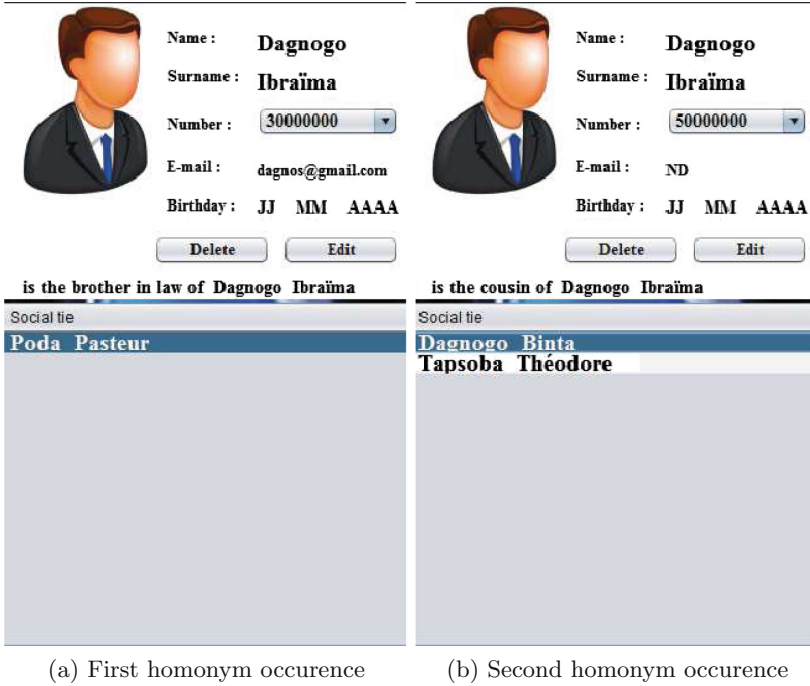 Name : Dagnogo
Surname : Ibraïma
Number : 30000000
E-mail : dagnos@gmail.com
Birthday : JJ MM AAAA
Delete Edit
is the brother in law of Dagnogo Ibraïma
Social tie
Poda Pasteur
(a) First homonym occurence
Name : Dagnogo
Surname : Ibraïma
Number : 50000000
E-mail : ND
Birthday : JJ MM AAAA
Delete Edit
is the cousin of Dagnogo Ibraïma
Social tie
Dagnogo Binta
Tapsoba Théodore
(b) Second homonym occurence